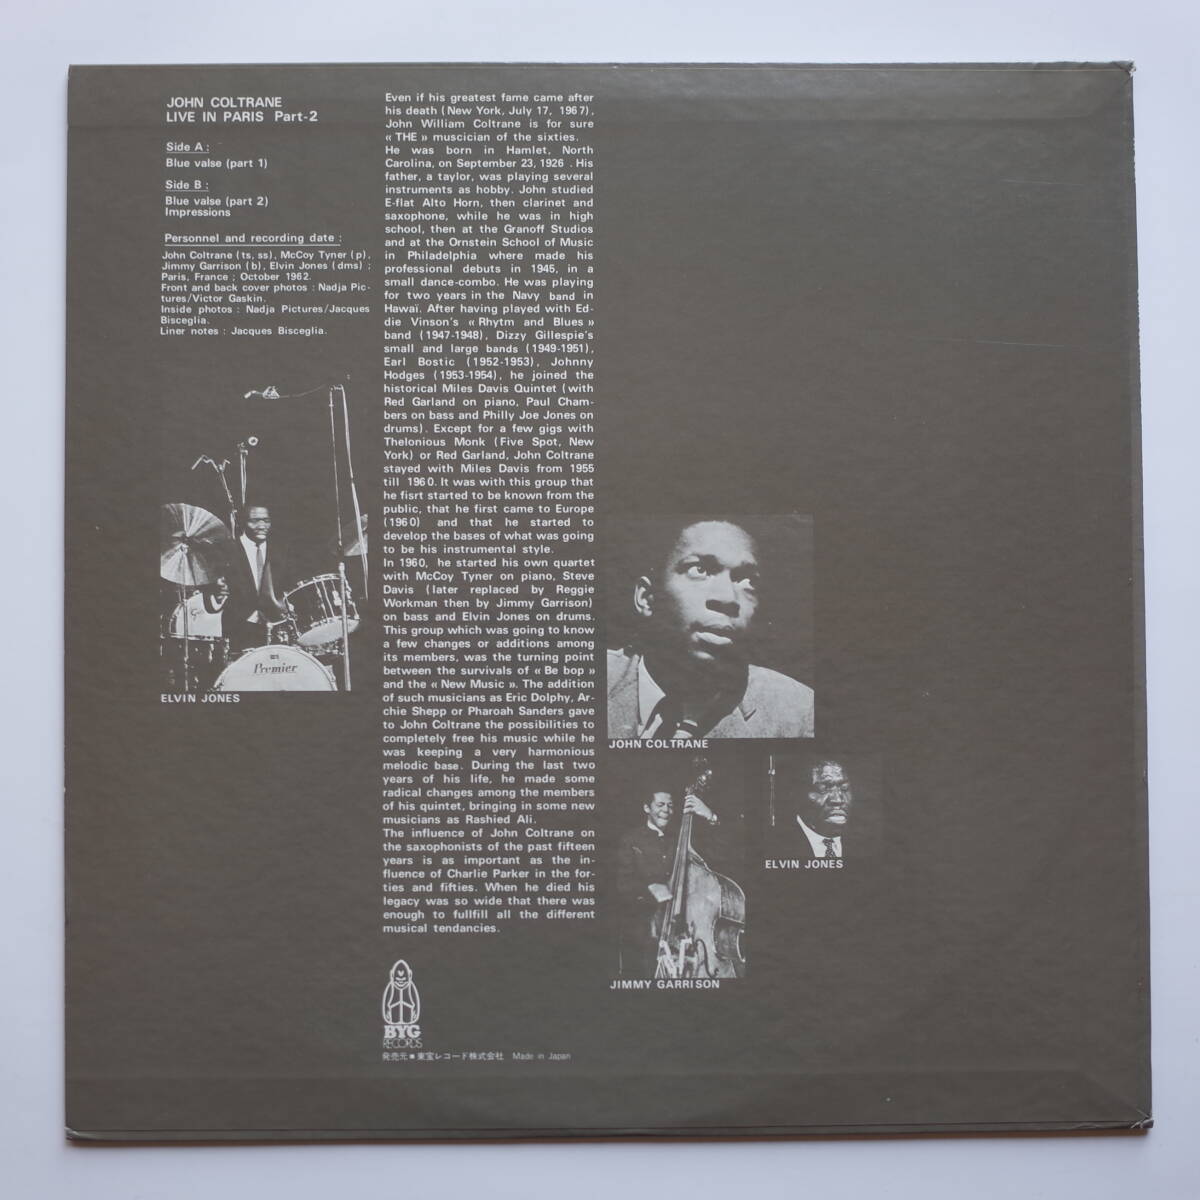 JOHN COLTRANE
LIVE IN PARIS Part-2
Side A :
Blue valse (part 1)
Side B :
Blue valse (part 2)
Impressions
Personnel and recording date :
John Coltrane (ts, ss), McCoy Tyner (p),
Jimmy Garrison (b), Elvin Jones (dms) ;
Paris, France ; October 1962.
Front and back cover photos : Nadja Pic-
tures/Victor Gaskin.
Inside photos : Nadja Pictures/Jacques
Bisceglia.
Liner notes : Jacques Bisceglia.
Premier
ELVIN JONES
Even if his greatest fame came after
his death (New York, July 17, 1967),
John William Coltrane is for sure
« THE » muscician of the sixties.
He was born in Hamlet, North
Carolina, on September 23, 1926 . His
father, a taylor, was playing several
instruments as hobby. John studied
E-flat Alto Horn, then clarinet and
saxophone, while he was in high
school, then at the Granoff Studios
and at the Ornstein School of Music
in Philadelphia where made his
professional debuts in 1945, in a
small dance-combo. He was playing
for two years in the Navy band in
Hawaï. After having played with Ed-
die Vinson's « Rhytm and Blues »
band (1947-1948), Dizzy Gillespie's
small and large bands (1949-1951),
Earl Bostic (1952-1953), Johnny
Hodges (1953-1954), he joined the
historical Miles Davis Quintet (with
Red Garland on piano, Paul Cham-
bers on bass and Philly Joe Jones on
drums). Except for a few gigs with
Thelonious Monk (Five Spot, New
York) or Red Garland, John Coltrane
stayed with Miles Davis from 1955
till 1960. It was with this group that
he fisrt started to be known from the
public, that he first came to Europe
(1960) and that he started to
develop the bases of what was going
to be his instrumental style.
In 1960, he started his own quartet
with McCoy Tyner on piano, Steve
Davis (later replaced by Reggie
Workman then by Jimmy Garrison)
on bass and Elvin Jones on drums.
This group which was going to know
a few changes or additions among
its members, was the turning point
between the survivals of « Be bop »
and the « New Music ». The addition
of such musicians as Eric Dolphy, Ar-
chie Shepp or Pharoah Sanders gave
to John Coltrane the possibilities to
completely free his music while he
was keeping a very harmonious
melodic base. During the last two
years of his life, he made some
radical changes among the members
of his quintet, bringing in some new
musicians as Rashied Ali.
The influence of John Coltrane on
the saxophonists of the past fifteen
years is as important as the in-
fluence of Charlie Parker in the for-
ties and fifties. When he died his
legacy was so wide that there was
enough to fullfill all the different
musical tendancies.
BYG
RECORDS
発売元■東宝レコード株式会社 Made in Japan
JOHN COLTRANE
ELVIN JONES
JIMMY GARRISON